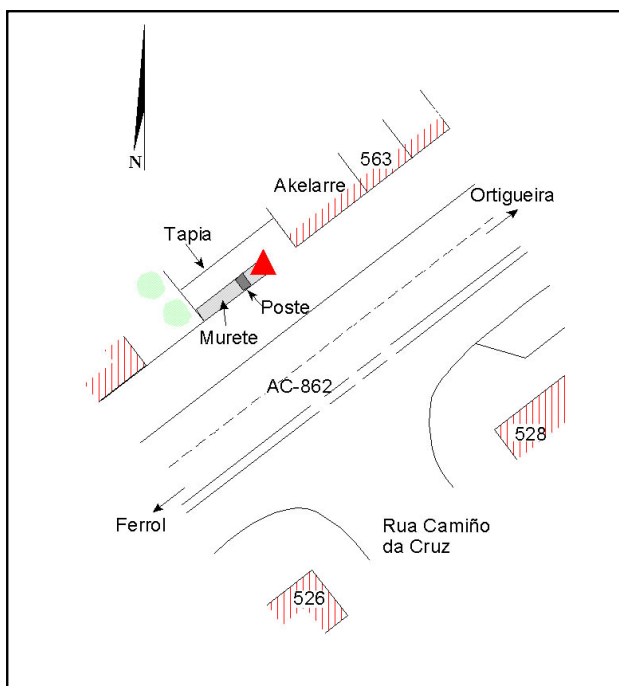 N
563
Akelarre
Ortigueira
Tapia
Poste
Murete
AC-862
528
Ferrol
Rua Camiño
da Cruz
526